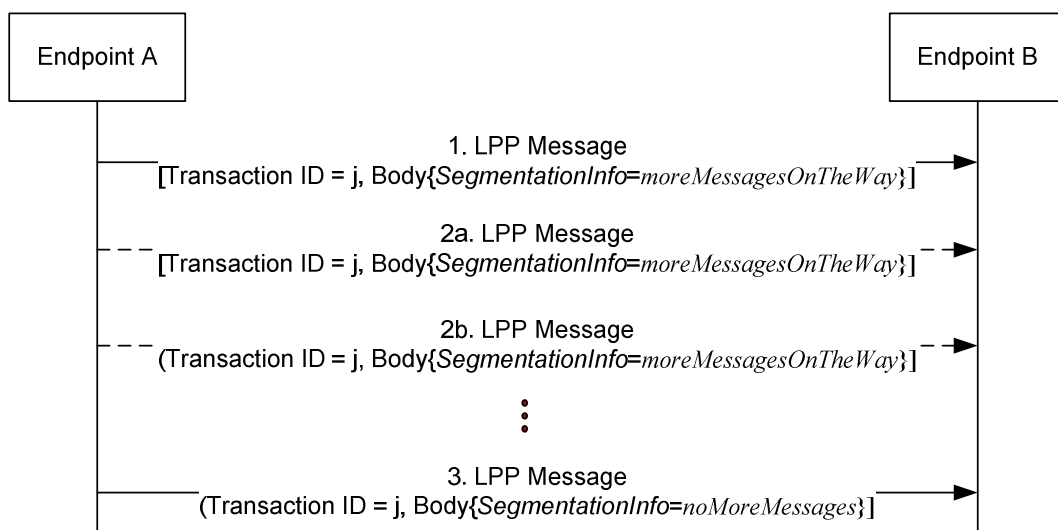 Endpoint A
Endpoint B
1. LPP Message
[Transaction ID = j, Body{SegmentationInfo=moreMessagesOnTheWay}]
2a. LPP Message
[Transaction ID = j, Body{SegmentationInfo=moreMessagesOnTheWay}]
2b. LPP Message
(Transaction ID = j, Body{SegmentationInfo=moreMessagesOnTheWay}]
3. LPP Message
(Transaction ID = j, Body{SegmentationInfo=noMoreMessages}]